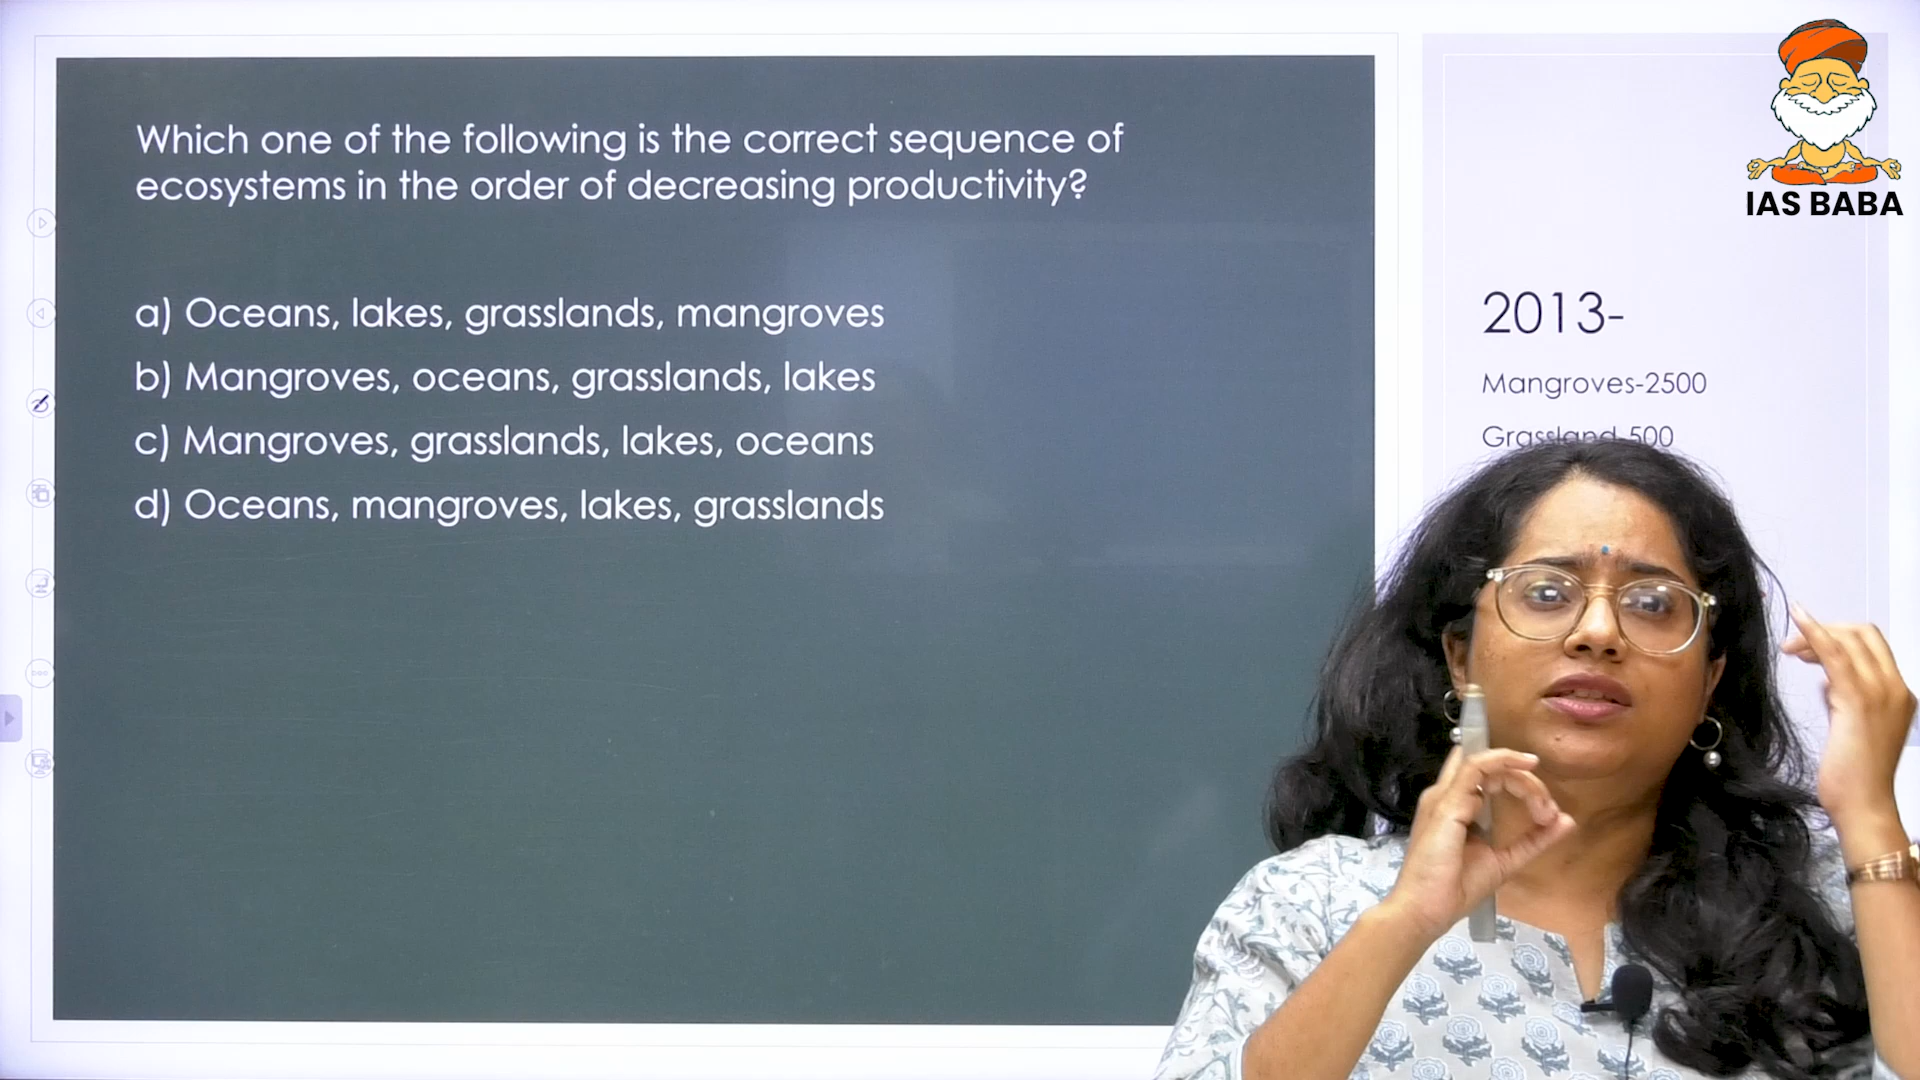 Which one of the following is the correct sequence of
ecosystems in the order of decreasing productivity?
a) Oceans, lakes, grasslands, mangroves
b) Mangroves, oceans, grasslands, lakes
c) Mangroves, grasslands, lakes, oceans
d) Oceans, mangroves, lakes, grasslands
IAS BABA
2013-
Mangroves-2500
Grassland-500